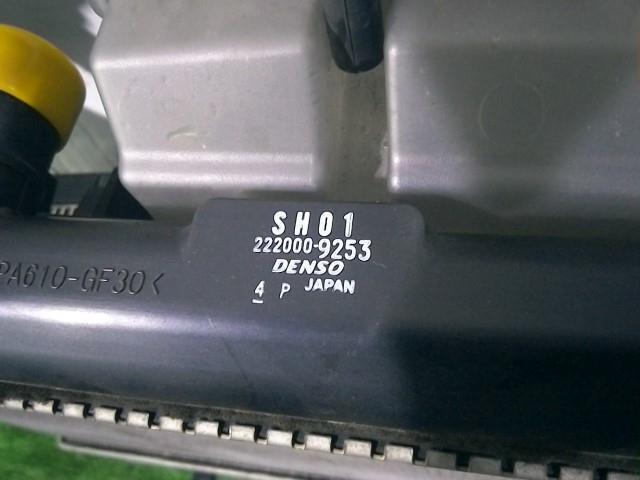 SH01
222000-9253
DENSO
4 P JAPAN
PA610-GF30<